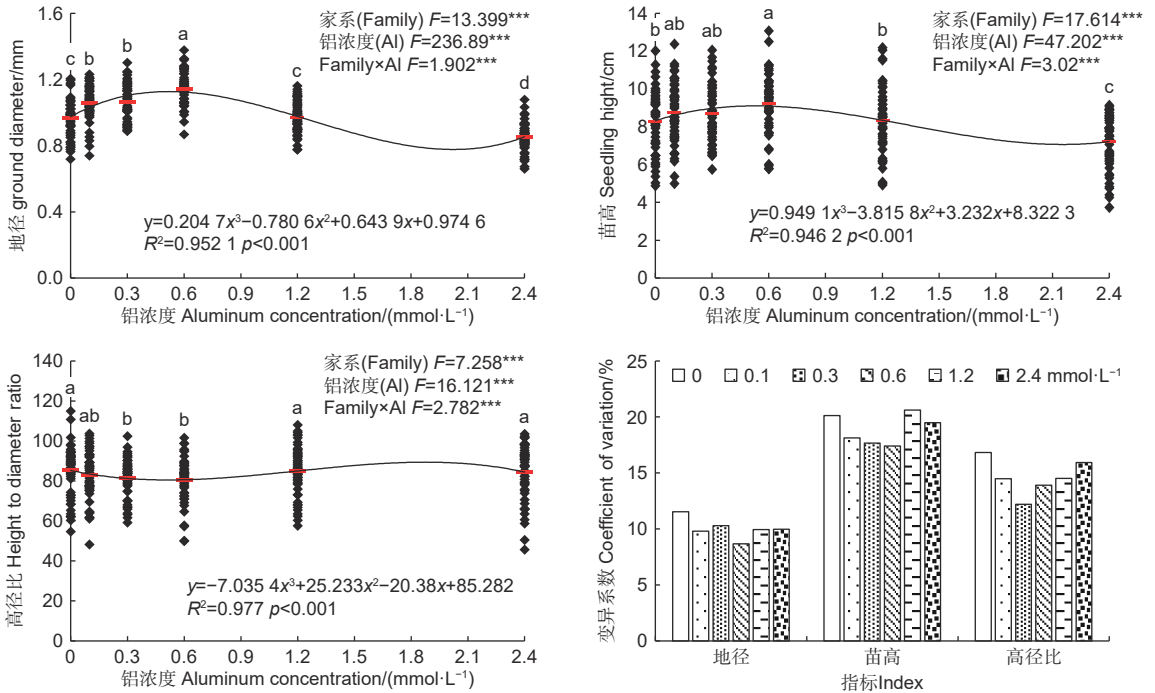 家系(Family) F=13.399***
铝浓度(Al) F=236.89***
Family×Al F=1.902***
1.6
1.2
0.8
0.4
0.0
地径 ground diameter/mm
c b b a c d
y=0.204 7x³−0.780 6x²+0.643 9x+0.974 6
R²=0.952 1 p<0.001
0 0.3 0.6 0.9 1.2 1.5 1.8 2.1 2.4
铝浓度 Aluminum concentration/(mmol·L⁻¹)
家系(Family) F=17.614***
铝浓度(Al) F=47.202***
Family×Al F=3.02***
14
12
10
8
6
4
2
0
苗高 Seedling hight/cm
b ab ab a b c
y=0.949 1x³−3.815 8x²+3.232x+8.322 3
R²=0.946 2 p<0.001
0 0.3 0.6 0.9 1.2 1.5 1.8 2.1 2.4
铝浓度 Aluminum concentration/(mmol·L⁻¹)
家系(Family) F=7.258***
铝浓度(Al) F=16.121***
Family×Al F=2.782***
140
120
100
80
60
40
20
0
高径比 Height to diameter ratio
a ab b b a a
y=−7.035 4x³+25.233x²−20.38x+85.282
R²=0.977 p<0.001
0 0.3 0.6 0.9 1.2 1.5 1.8 2.1 2.4
铝浓度 Aluminum concentration/(mmol·L⁻¹)
25
20
15
10
5
0
变异系数 Coefficient of variation/%
0 0.1 0.3 0.6 1.2 2.4 mmol·L⁻¹
地径 苗高 高径比
指标Index